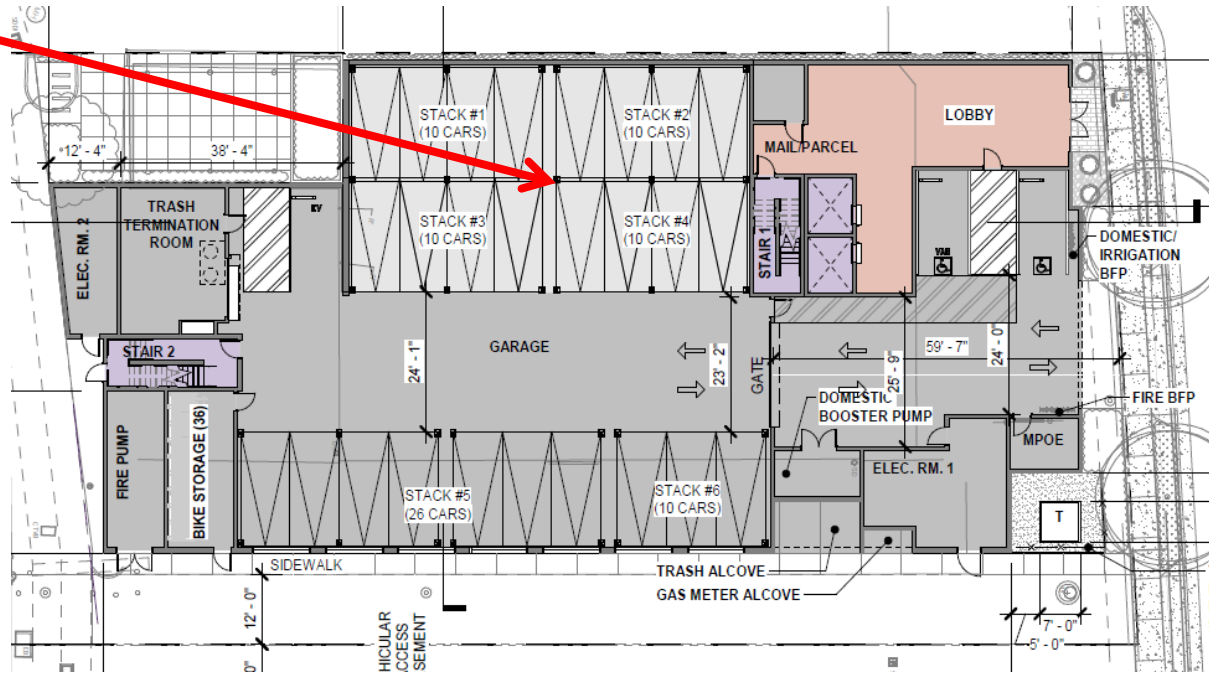 STACK #1
(10 CARS)
STACK #2
(10 CARS)
LOBBY
MAIL/PARCEL
12' - 4"
38' - 4"
ELEC. RM. 2
TRASH
TERMINATION
ROOM
EV
STACK #3
(10 CARS)
STACK #4
(10 CARS)
STAIR 1
VAN
DOMESTIC/
IRRIGATION
BFP
STAIR 2
24' - 1"
GARAGE
23' - 2"
GATE
25' - 9"
59' - 7"
24' - 0"
DOMESTIC
BOOSTER PUMP
FIRE BFP
MPOE
FIRE PUMP
BIKE STORAGE (36)
STACK #5
(26 CARS)
STACK #6
(10 CARS)
ELEC. RM. 1
T
SIDEWALK
TRASH ALCOVE
GAS METER ALCOVE
12' - 0"
0"
HICULAR
ACCESS
SEMENT
7' - 0"
5' - 0"